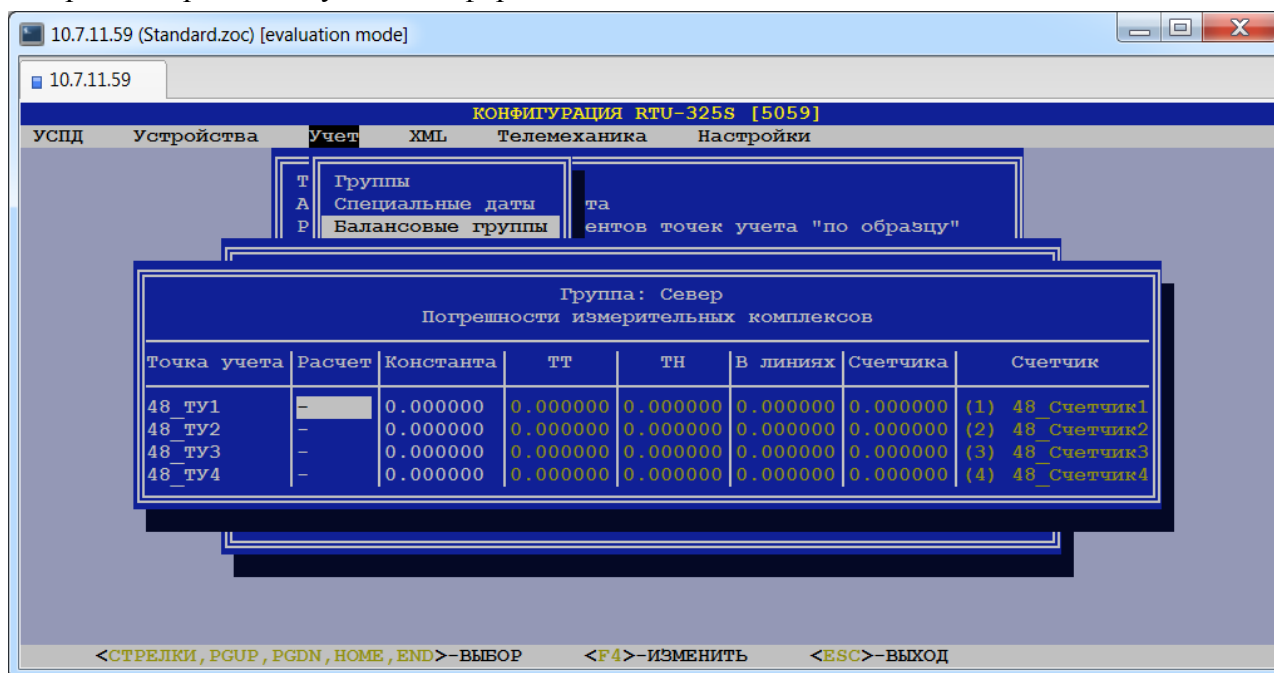 10.7.11.59 (Standard.zoc) [evaluation mode]
10.7.11.59
КОНФИГУРАЦИЯ RTU-325S [5059]
УСПД Устройства Учет XML Телемеханика Настройки
Т Группы
А Специальные даты та
Р Балансовые группы ентов точек учета "по образцу"
Группа: Север
Погрешности измерительных комплексов
Точка учета Расчет Константа ТТ ТН В линиях Счетчика Счетчик
48_ТУ1 - 0.000000 0.000000 0.000000 0.000000 0.000000 (1) 48_Счетчик1
48_ТУ2 - 0.000000 0.000000 0.000000 0.000000 0.000000 (2) 48_Счетчик2
48_ТУ3 - 0.000000 0.000000 0.000000 0.000000 0.000000 (3) 48_Счетчик3
48_ТУ4 - 0.000000 0.000000 0.000000 0.000000 0.000000 (4) 48_Счетчик4
<СТРЕЛКИ,PGUP,PGDN,HOME,END>-ВЫБОР <F4>-ИЗМЕНИТЬ <ESC>-ВЫХОД